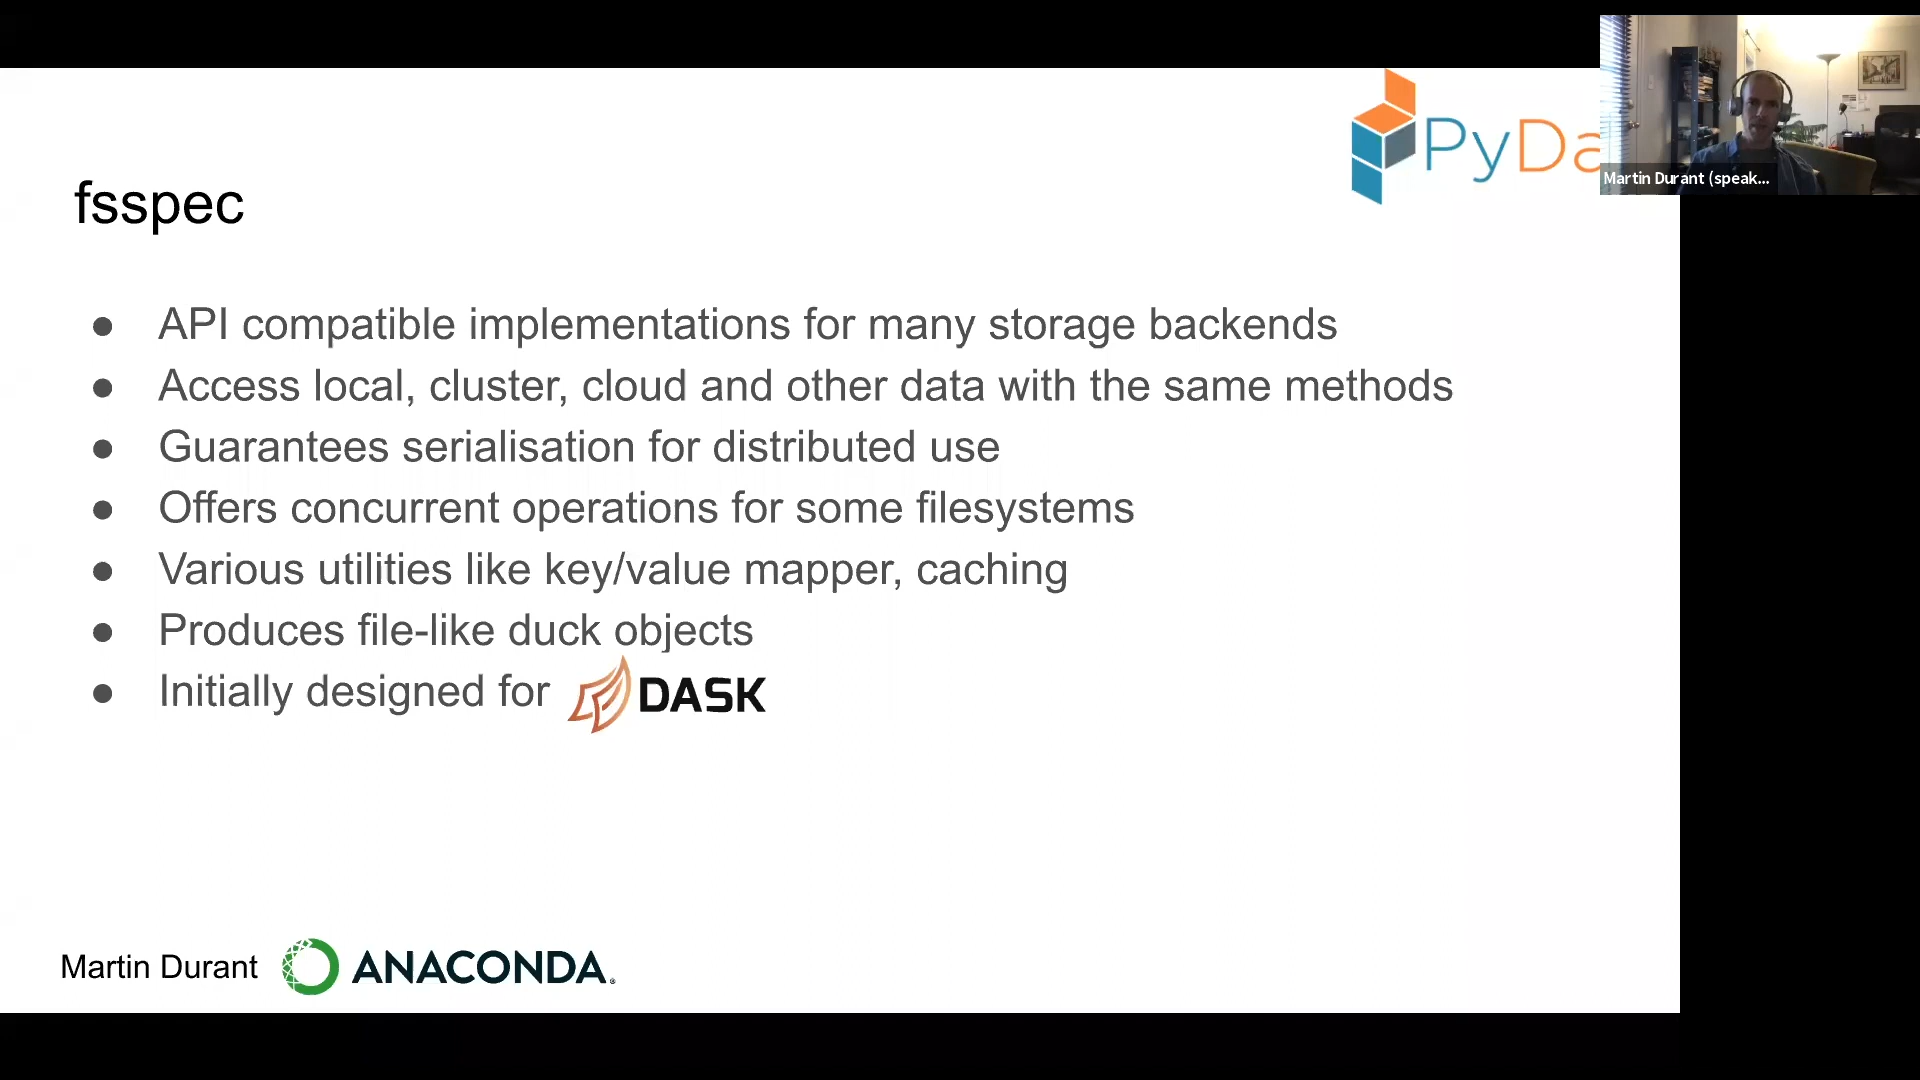 PyDa
Martin Durant (speak...
fsspec
● API compatible implementations for many storage backends
● Access local, cluster, cloud and other data with the same methods
● Guarantees serialisation for distributed use
● Offers concurrent operations for some filesystems
● Various utilities like key/value mapper, caching
● Produces file-like duck objects
● Initially designed for DASK
Martin Durant ANACONDA®